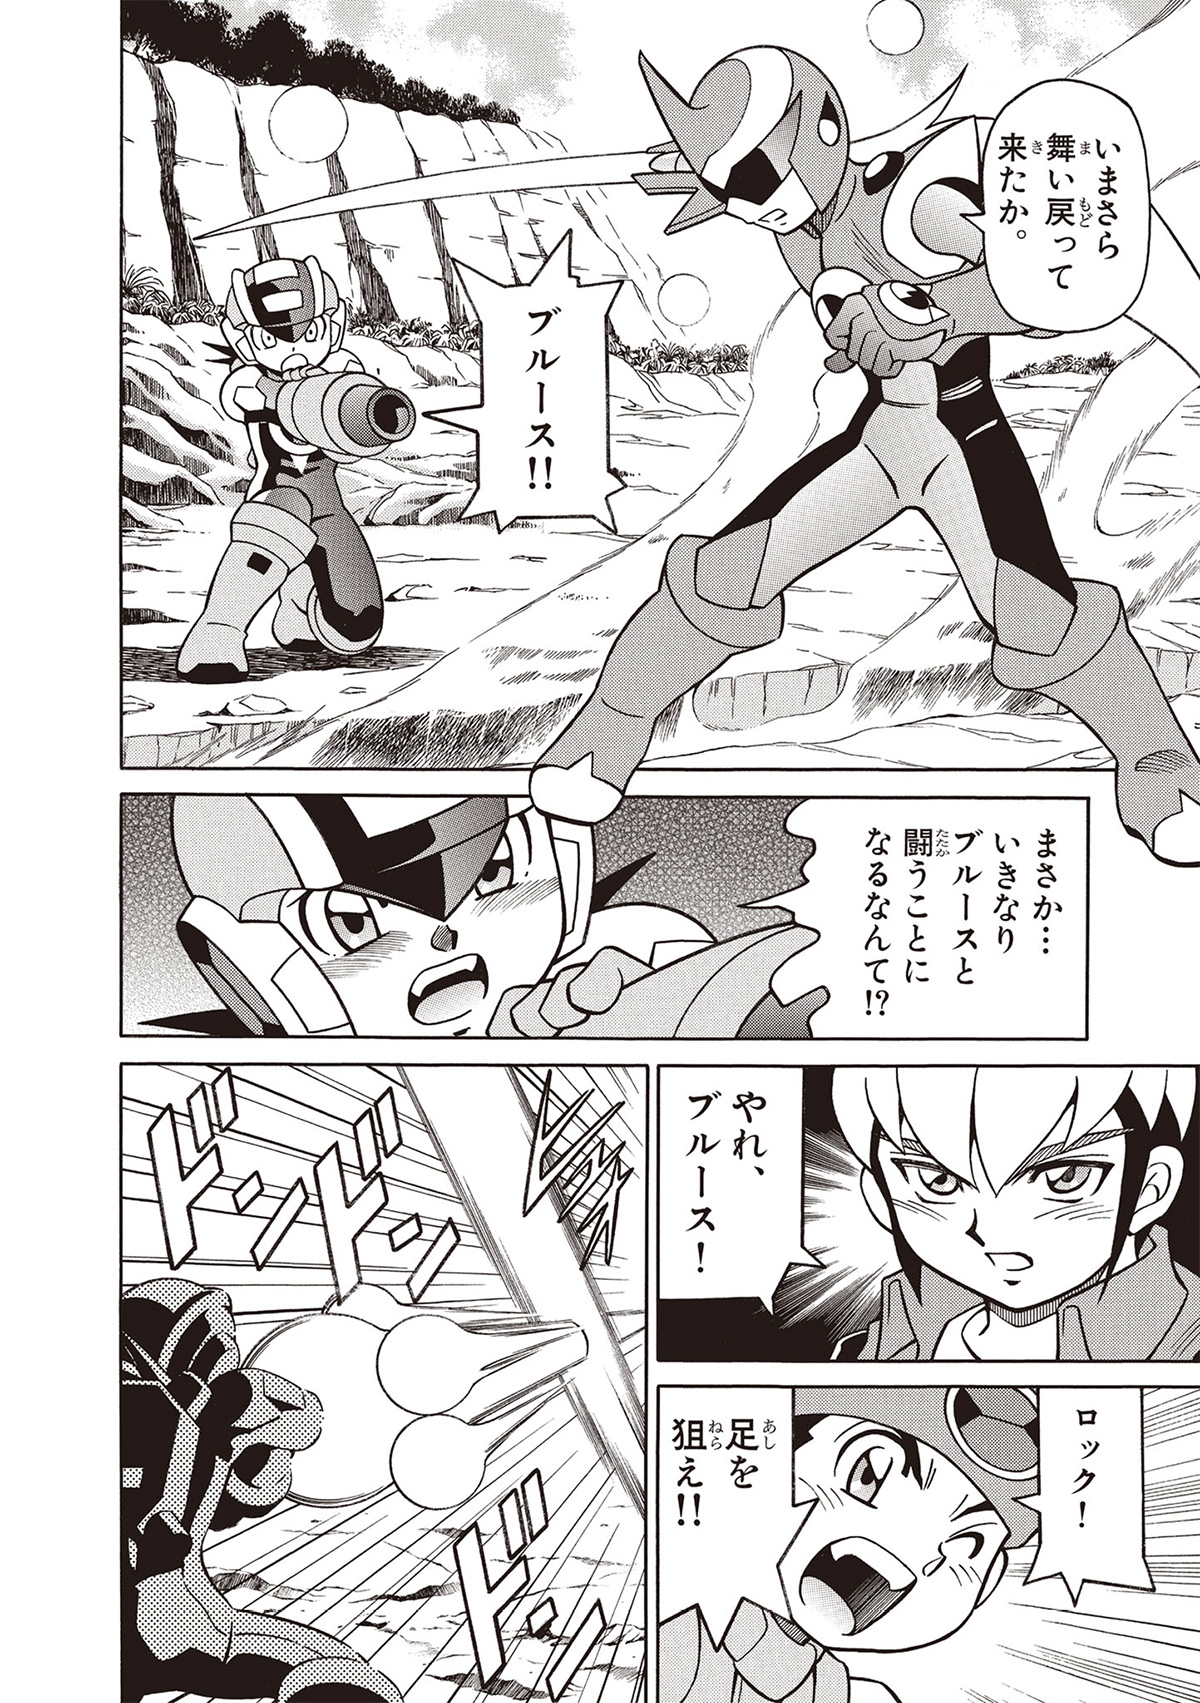 いまさら
舞い戻って
来たか。
ブルース!!
まさか…
いきなり
ブルースと
闘うことに
なるなんて!?
やれ、
ブルース!
ロック!
足を
狙え!!
ドンドン
ドン